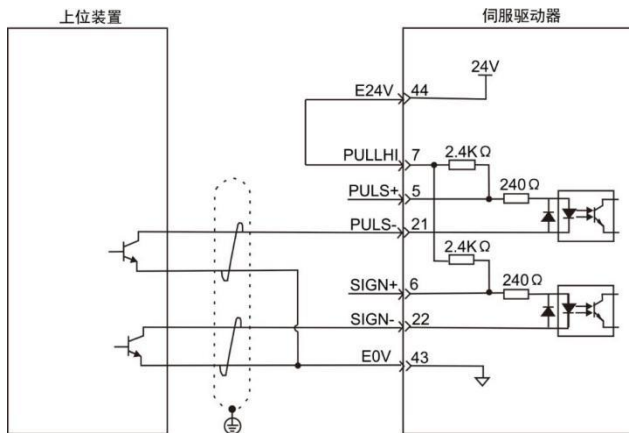 上位装置
伺服驱动器
24V
E24V 44
PULLHI 7 2.4KΩ
PULS+ 5 240Ω
PULS- 21
2.4KΩ
SIGN+ 6 240Ω
SIGN- 22
E0V 43